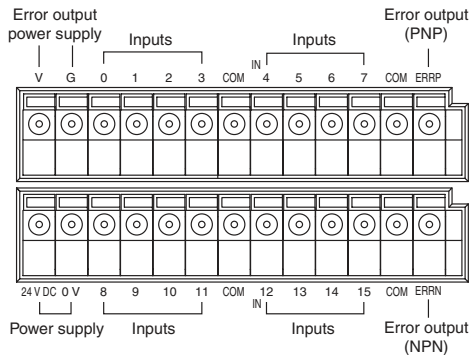 Error output
power supply
Inputs
Inputs
Error output
(PNP)
V G 0 1 2 3 COM IN 4 5 6 7 COM ERRP
24 V DC 0 V 8 9 10 11 COM IN 12 13 14 15 COM ERRN
Power supply
Inputs
Inputs
Error output
(NPN)